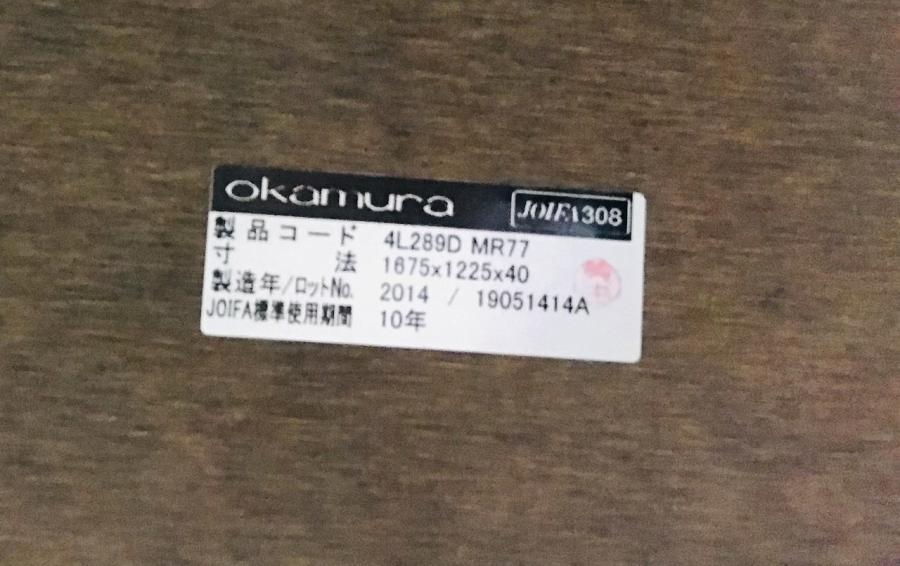 okamura JOIFA308
製品コード 4L289D MR77
寸法 1675x1225x40
製造年/ロットNo. 2014 / 19051414A
JOIFA標準使用期間 10年